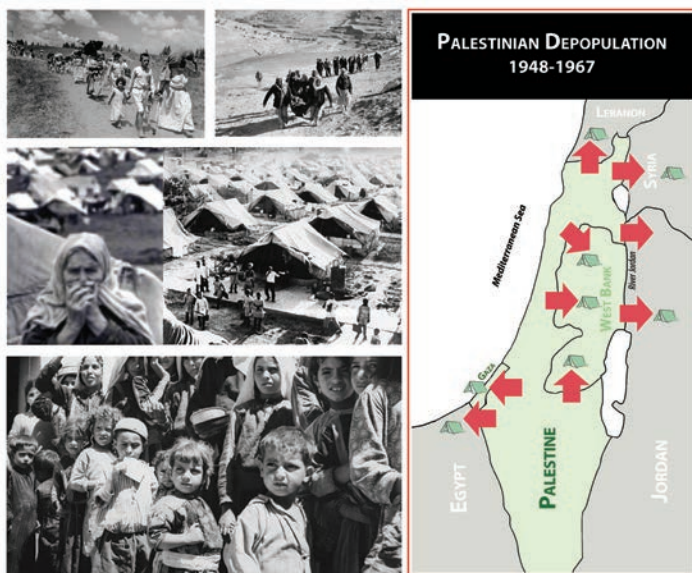 PALESTINIAN DEPOPULATION
1948-1967
LEBANON
SYRIA
Mediterranean Sea
River Jordan
WEST BANK
GAZA
PALESTINE
EGYPT
JORDAN